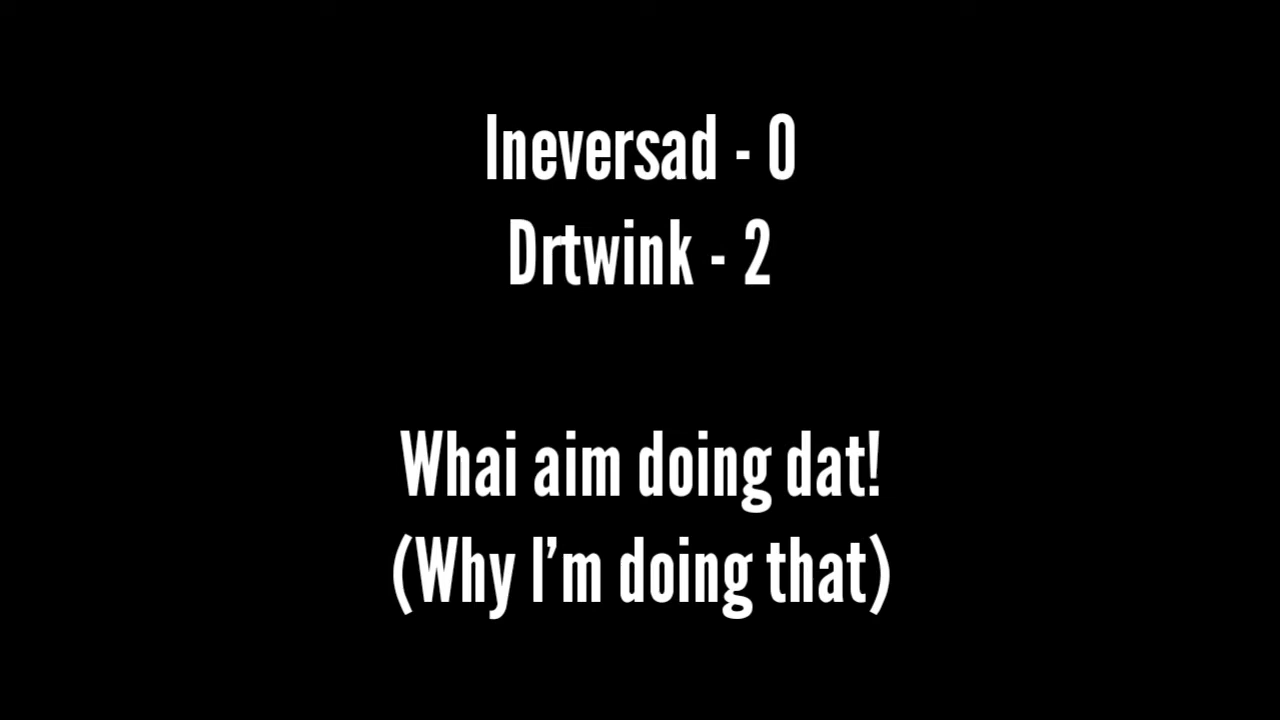 Ineversad - 0
Drtwink - 2
Whai aim doing dat!
(Why I'm doing that)